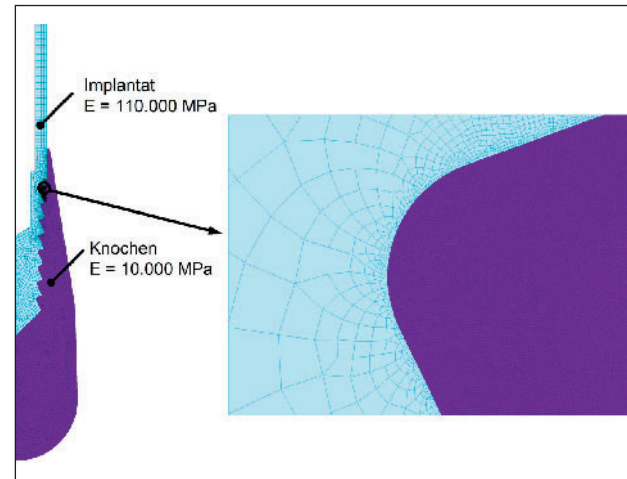 Implantat
E = 110.000 MPa
Knochen
E = 10.000 MPa